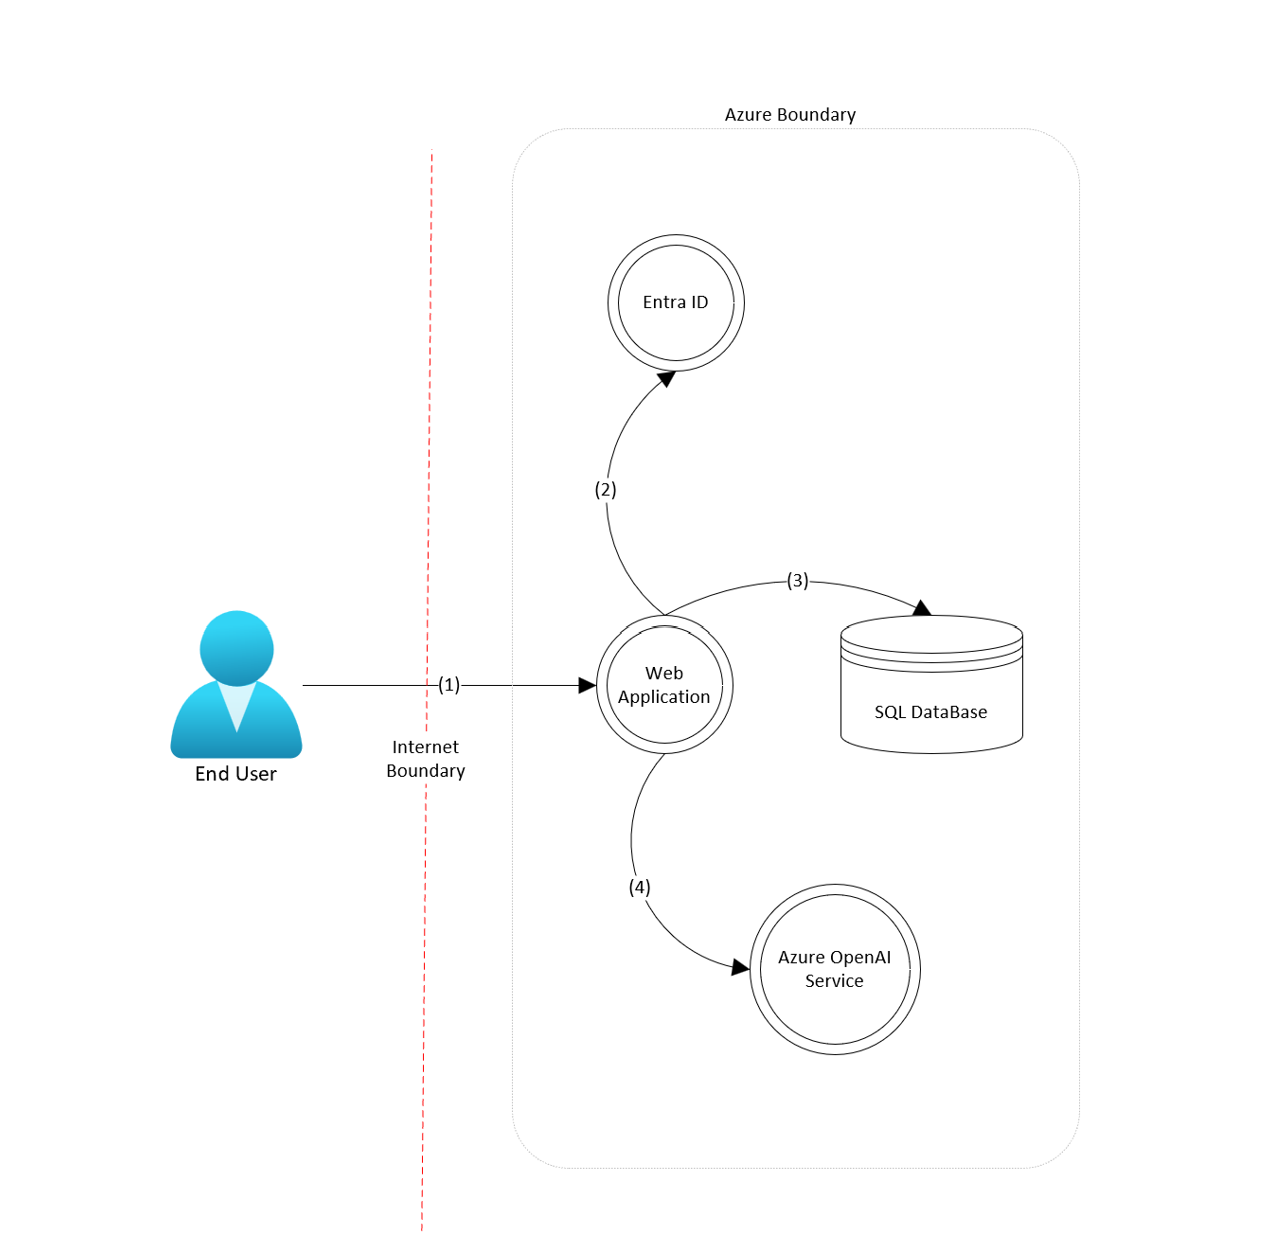 Azure Boundary
Entra ID
(2)
(3)
Web
Application
SQL DataBase
(1)
Internet
Boundary
End User
(4)
Azure OpenAI
Service